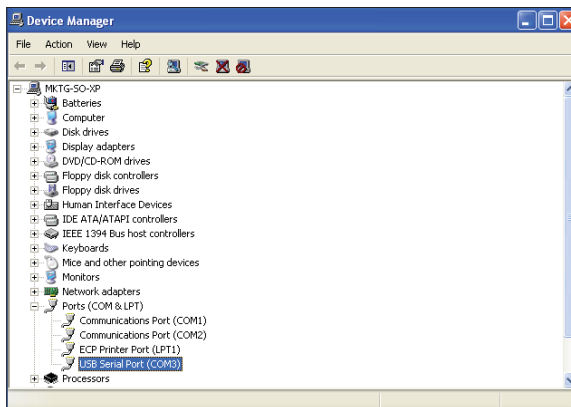 Device Manager
File Action View Help
MKTG-SO-XP
Batteries
Computer
Disk drives
Display adapters
DVD/CD-ROM drives
Floppy disk controllers
Floppy disk drives
Human Interface Devices
IDE ATA/ATAPI controllers
IEEE 1394 Bus host controllers
Keyboards
Mice and other pointing devices
Monitors
Network adapters
Ports (COM & LPT)
Communications Port (COM1)
Communications Port (COM2)
ECP Printer Port (LPT1)
USB Serial Port (COM3)
Processors